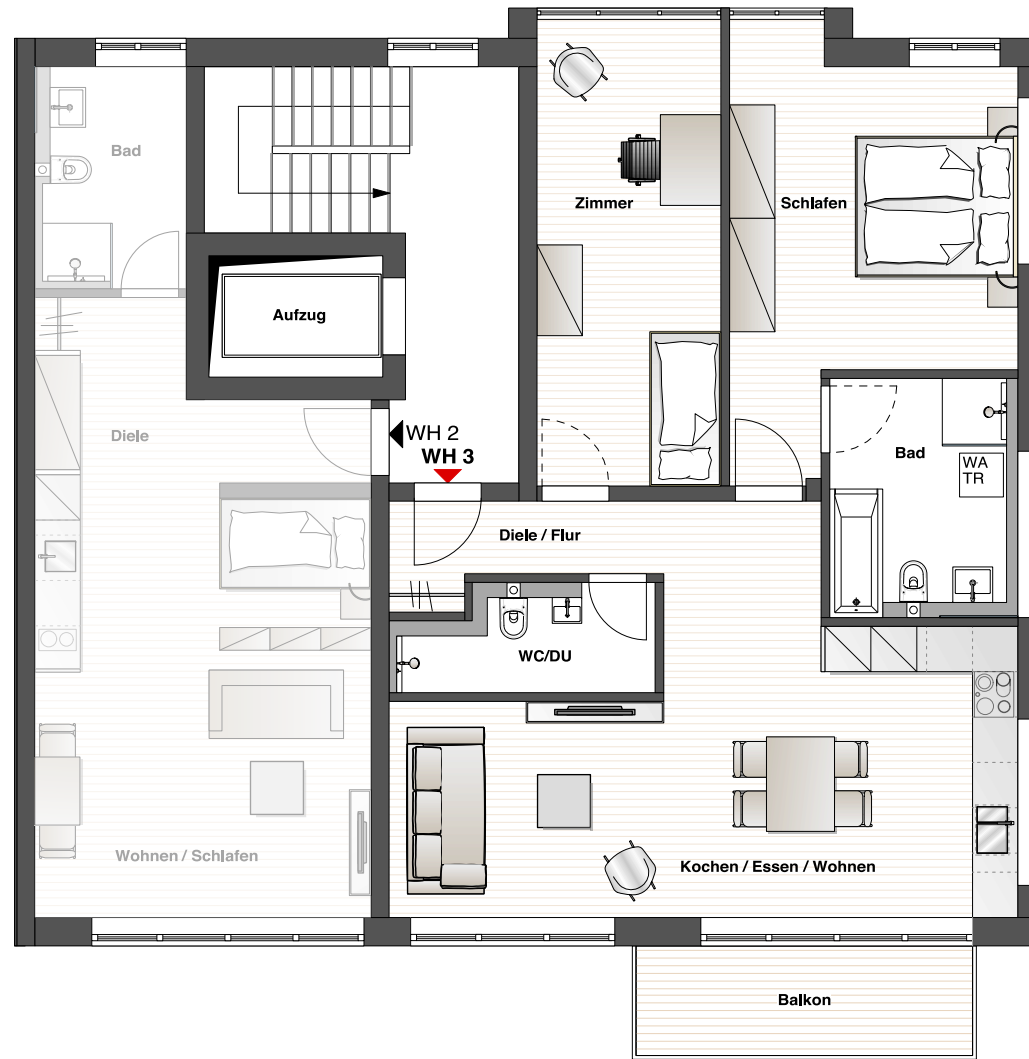 Bad
Zimmer
Schlafen
Aufzug
Diele
WH 2
WH 3
Bad
WA
TR
Diele / Flur
WC/DU
Wohnen / Schlafen
Kochen / Essen / Wohnen
Balkon